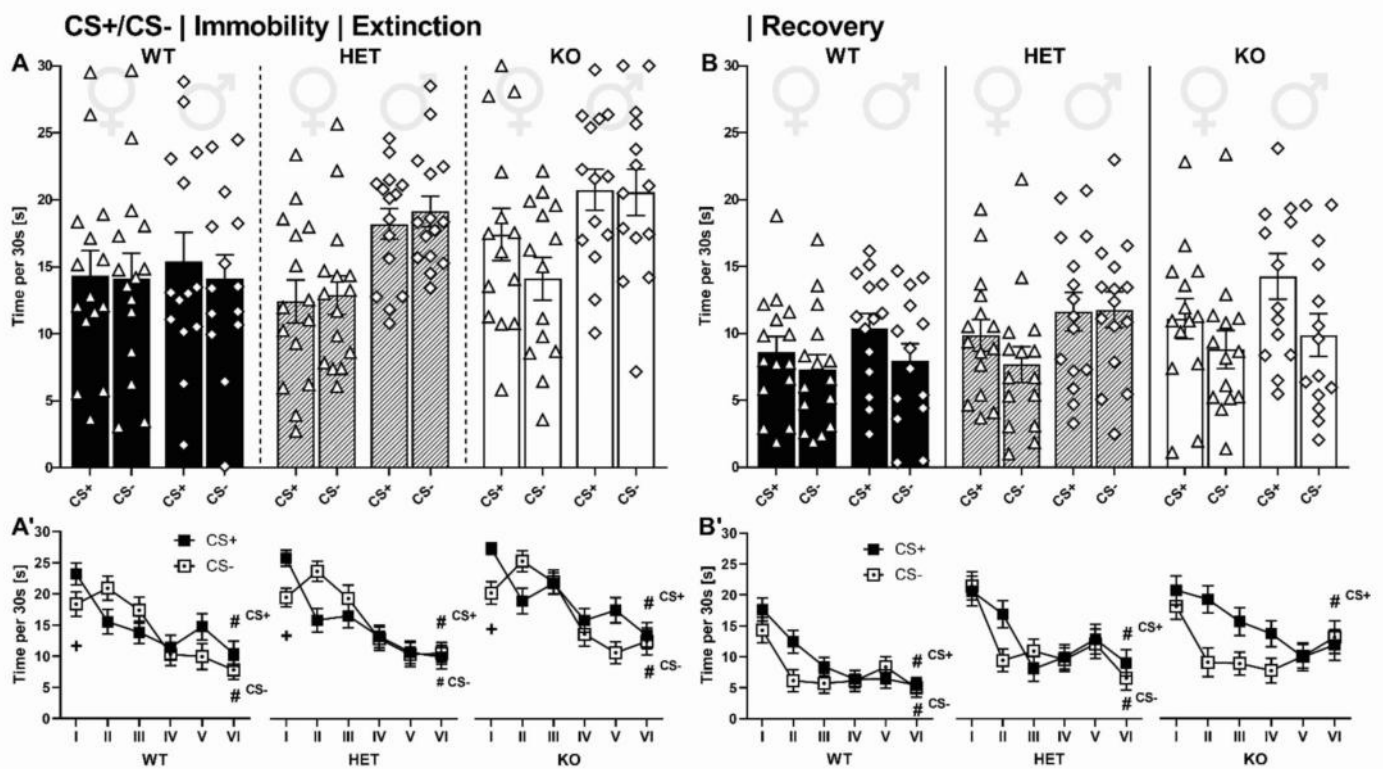 CS+/CS- | Immobility | Extinction
| Recovery
A WT HET KO
B WT HET KO
Time per 30s [s]
30
25
20
15
10
5
0
CS+ CS- CS+ CS- CS+ CS- CS+ CS- CS+ CS- CS+ CS-
Time per 30s [s]
30
25
20
15
10
5
0
CS+ CS- CS+ CS- CS+ CS- CS+ CS- CS+ CS- CS+ CS-
A'
Time per 30s [s]
30
25
20
15
10
5
0
CS+
CS-
# CS+
# CS-
+
# CS+
# CS-
+
# CS+
# CS-
+
I II III IV V VI I II III IV V VI I II III IV V VI
WT HET KO
B'
Time per 30s [s]
30
25
20
15
10
5
0
CS+
CS-
# CS+
# CS-
# CS+
# CS-
# CS+
I II III IV V VI I II III IV V VI I II III IV V VI
WT HET KO